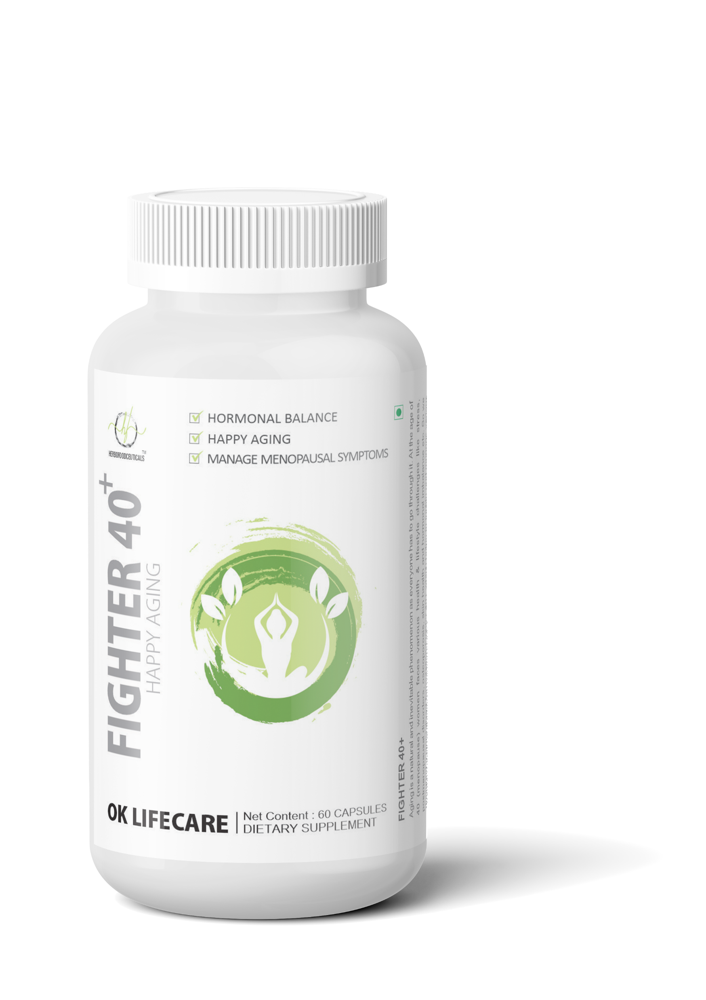 HERBOFOODCEUTICALS™
HORMONAL BALANCE
HAPPY AGING
MANAGE MENOPAUSAL SYMPTOMS
FIGHTER 40+
HAPPY AGING
OK LIFECARE
Net Content : 60 CAPSULES
DIETARY SUPPLEMENT
FIGHTER 40+
Aging is a natural and inevitable phenomenon as everyone has to go through it. At the age of
40 (menopause) women faces various health & lifestyle challenges like stress,
postmenopausal disorders, osteoporosis, skin health and hormonal imbalance etc. So we